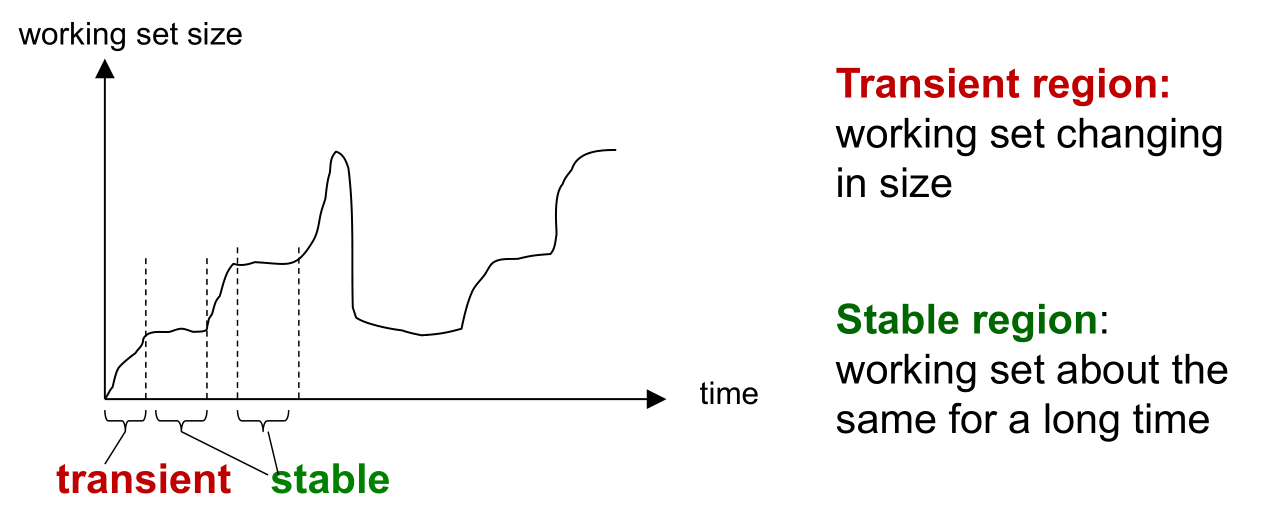 working set size
Transient region:
working set changing
in size
Stable region:
working set about the
same for a long time
time
transient
stable